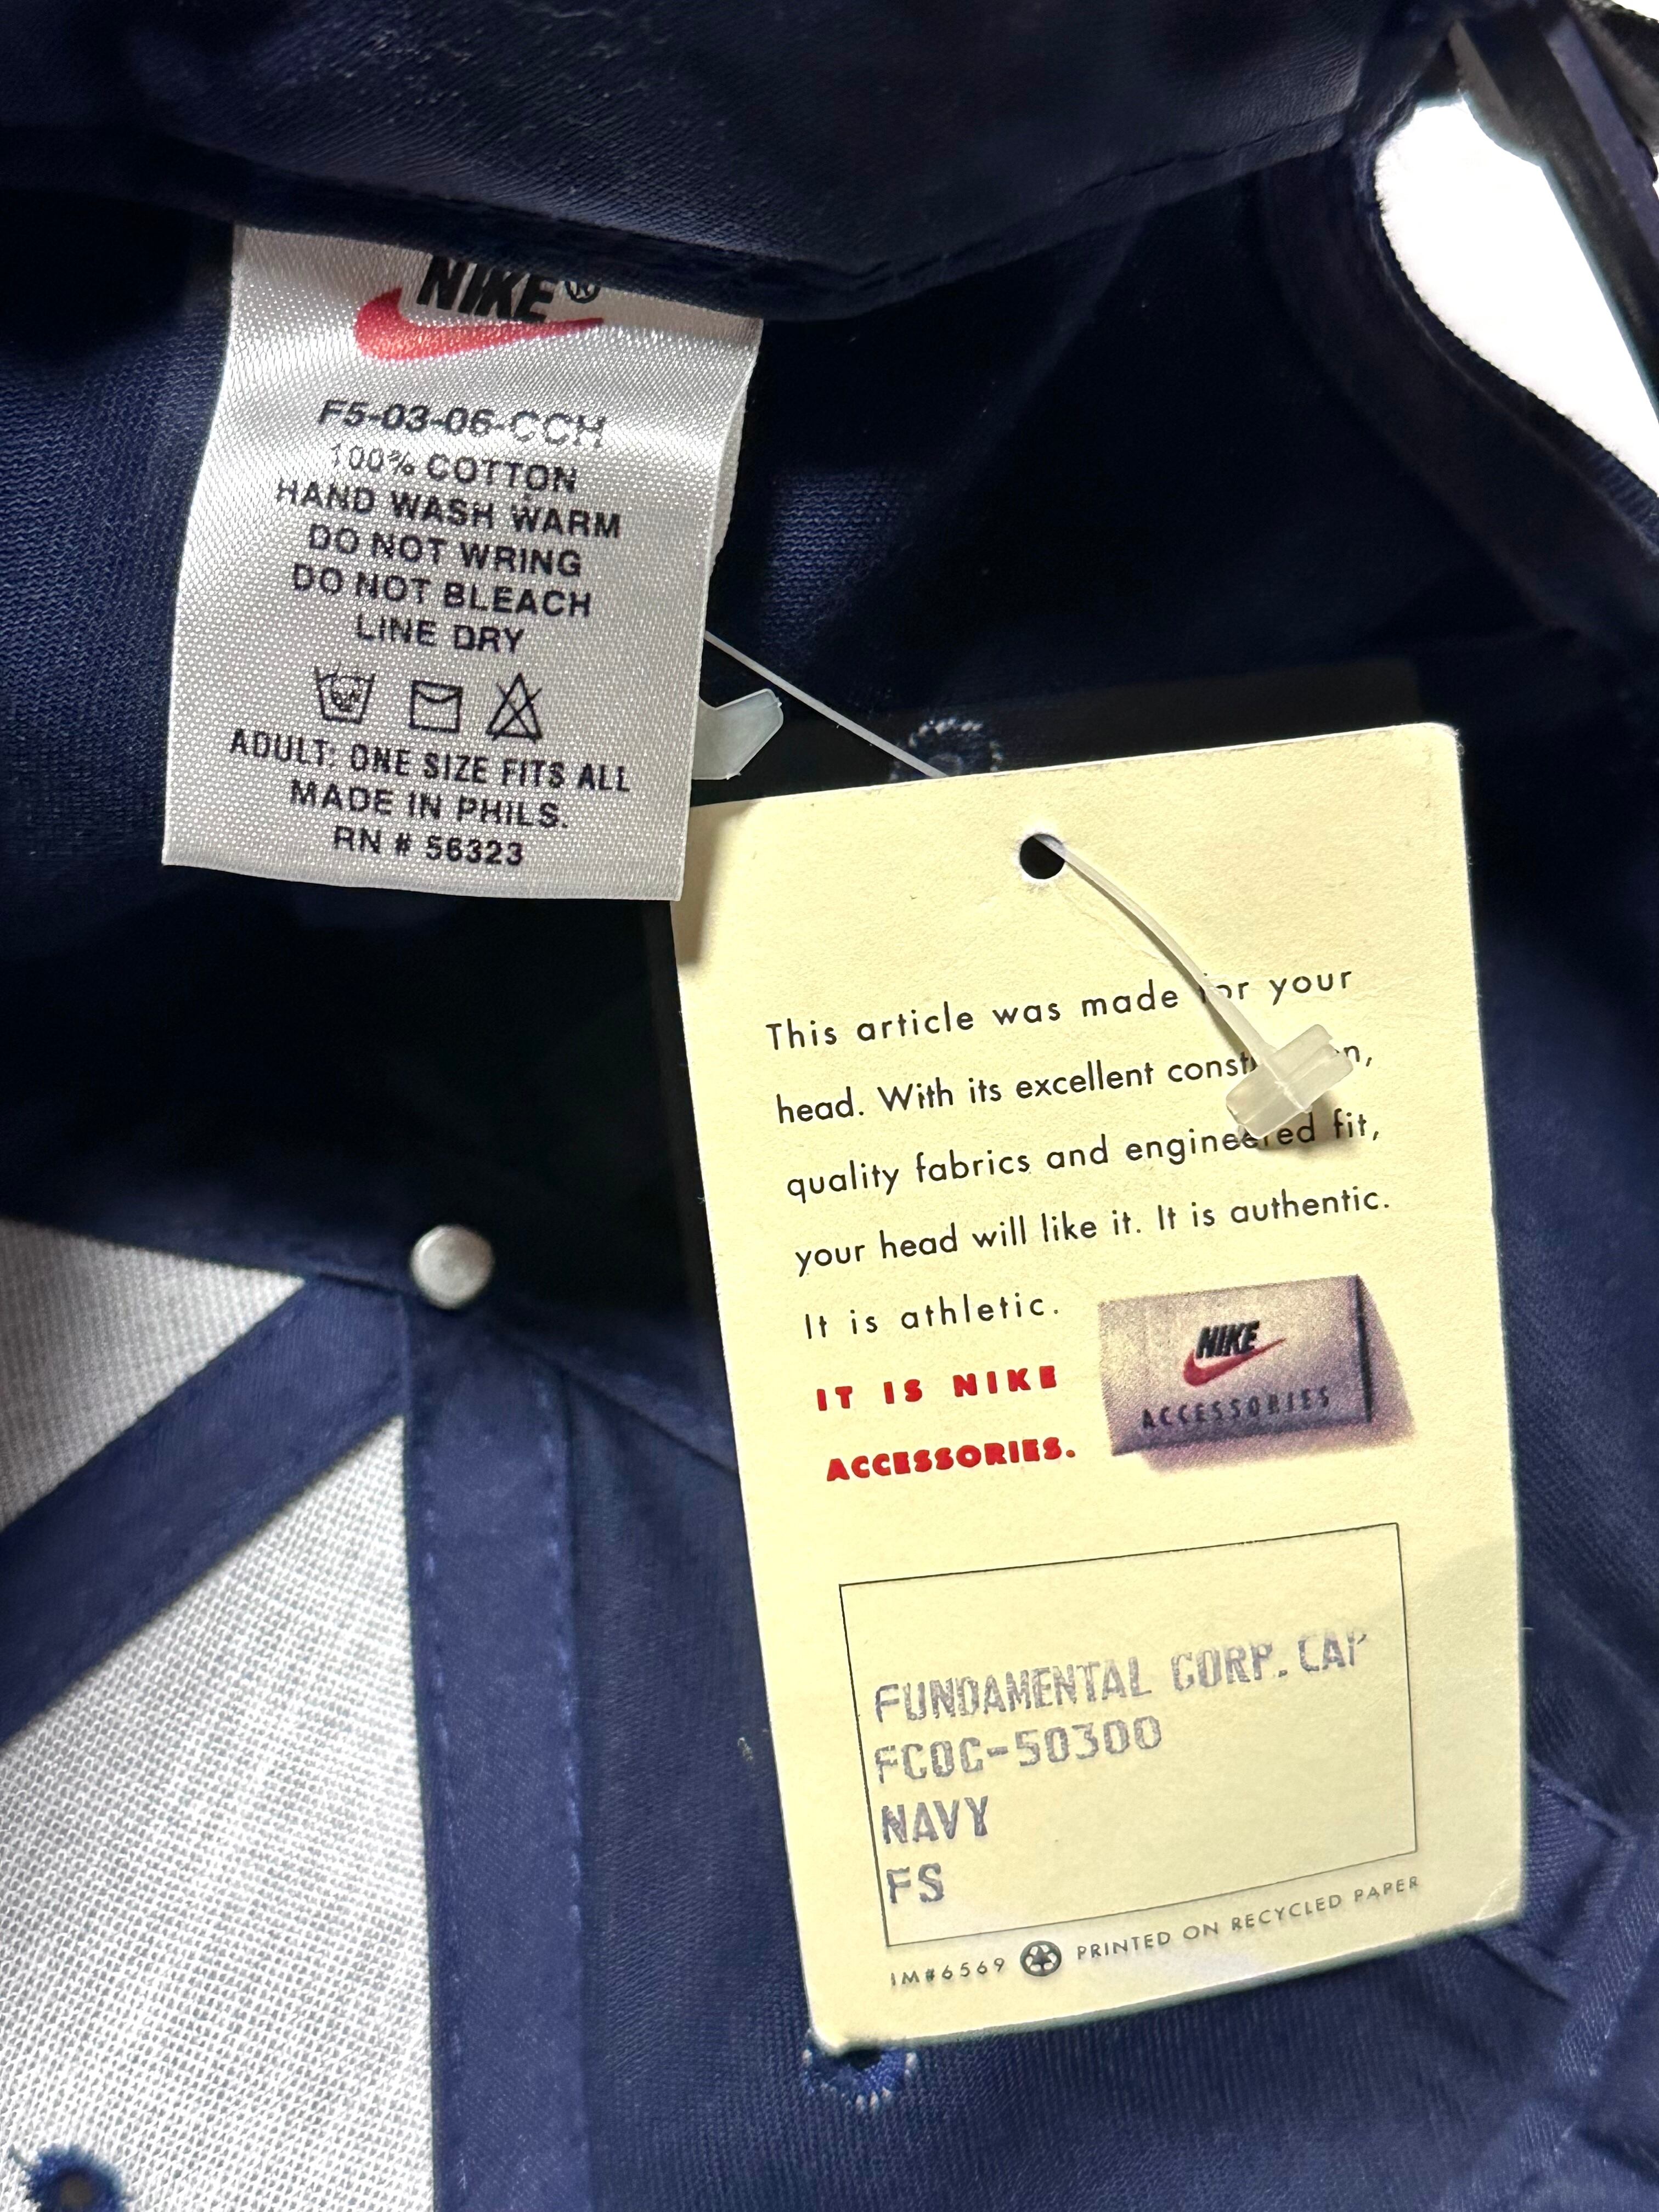 NIKE®
F5-03-06-CCH
100% COTTON
HAND WASH WARM
DO NOT WRING
DO NOT BLEACH
LINE DRY
ADULT: ONE SIZE FITS ALL
MADE IN PHILS.
RN # 56323
This article was made for your
head. With its excellent
quality fabrics and engineered fit,
your head will like it. It is authentic.
It is athletic.
IT IS NIKE
ACCESSORIES.
NIKE
ACCESSORIES
FUNDAMENTAL CORP. CAP
FCOC-50300
NAVY
FS
IM#6569 PRINTED ON RECYCLED PAPER